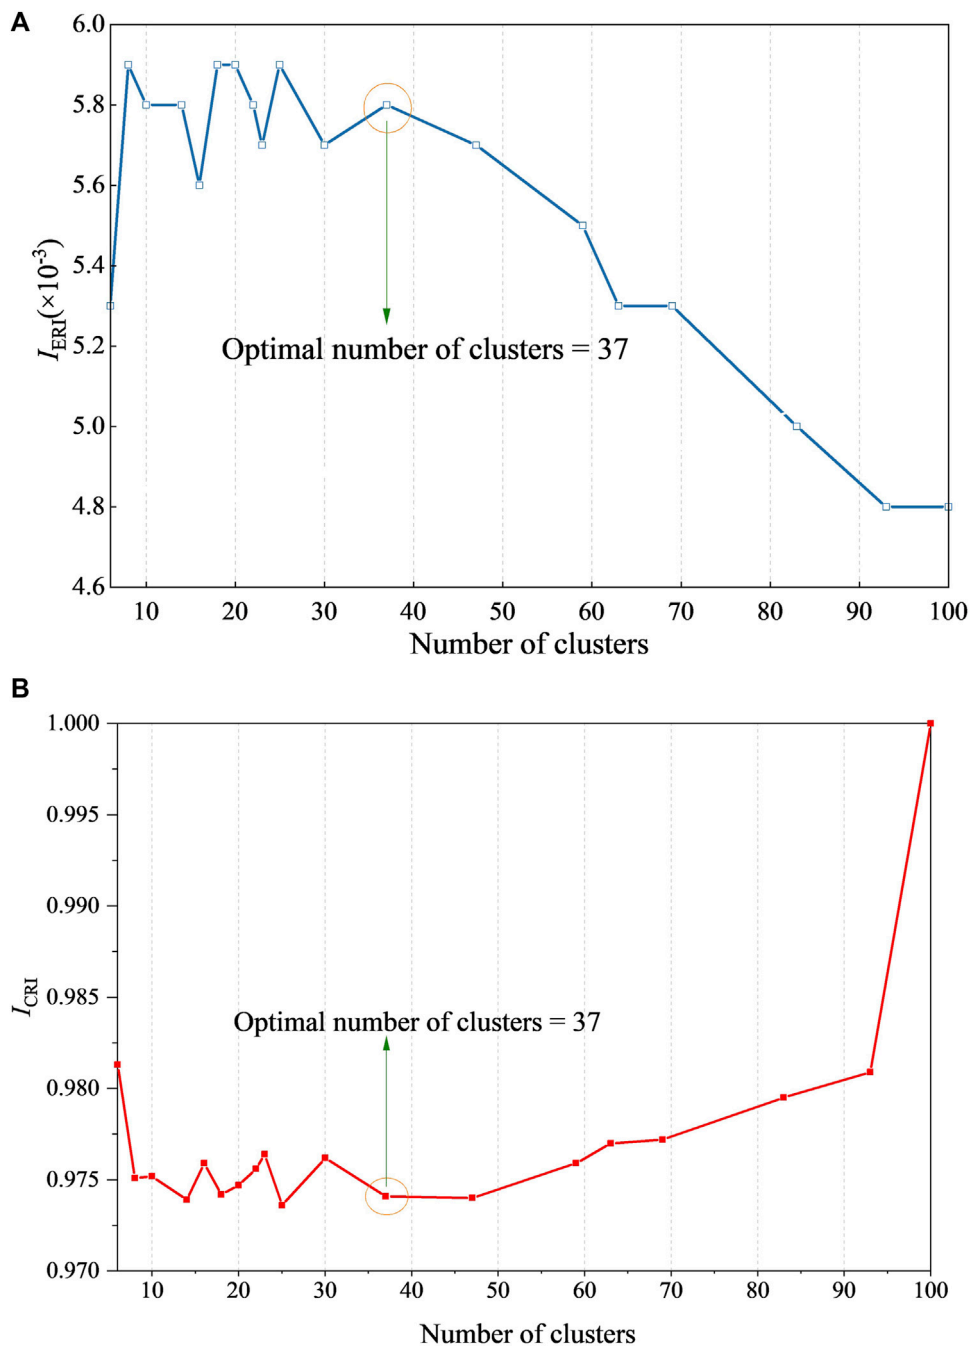 A
6.0
5.8
5.6
5.4
5.2
5.0
4.8
4.6
I_ERI(×10⁻³)
Optimal number of clusters = 37
10 20 30 40 50 60 70 80 90 100
Number of clusters
B
1.000
0.995
0.990
0.985
0.980
0.975
0.970
I_CRI
Optimal number of clusters = 37
10 20 30 40 50 60 70 80 90 100
Number of clusters